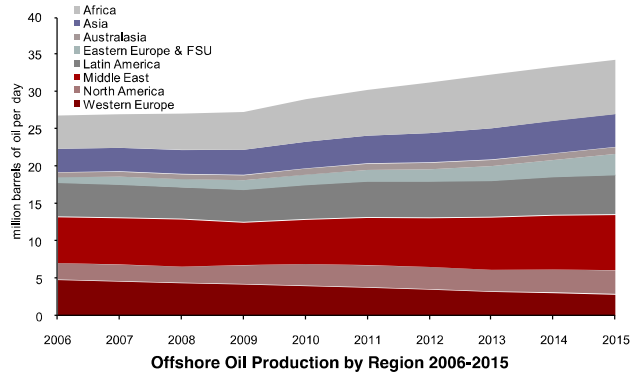 Africa
Asia
Australasia
Eastern Europe & FSU
Latin America
Middle East
North America
Western Europe
million barrels of oil per day
40
35
30
25
20
15
10
5
0
2006 2007 2008 2009 2010 2011 2012 2013 2014 2015
Offshore Oil Production by Region 2006-2015